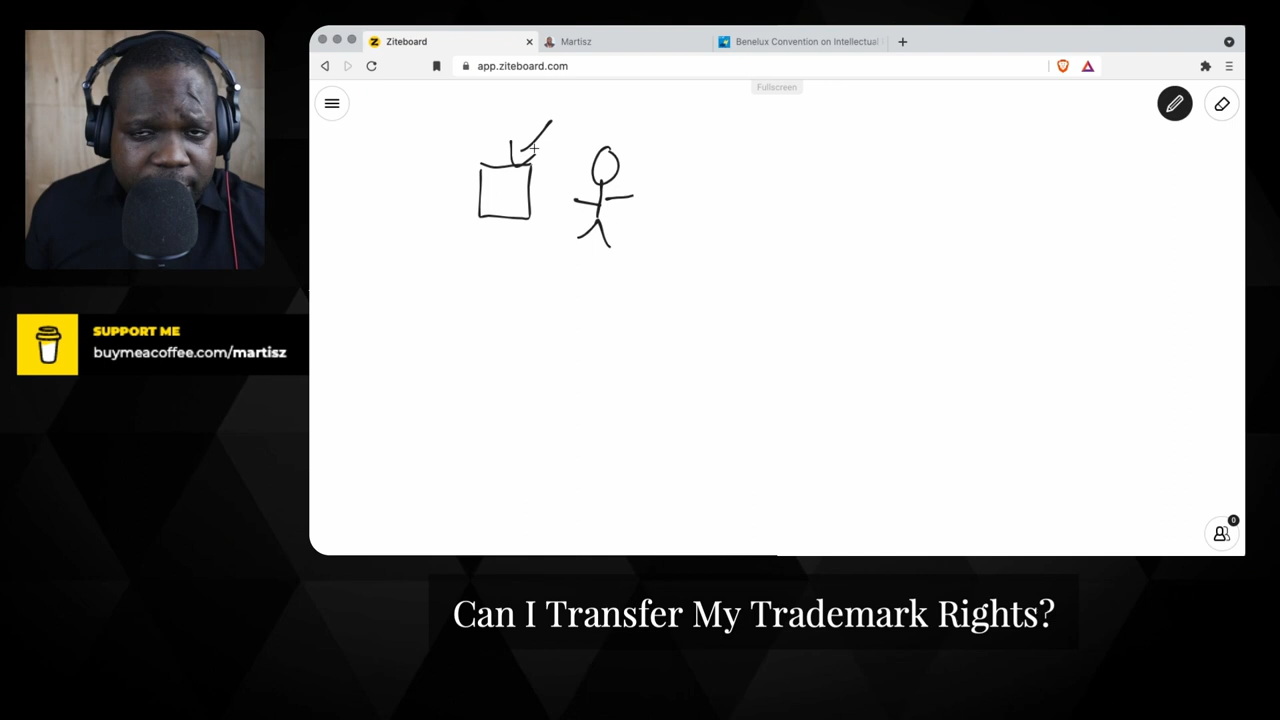 Ziteboard
Martisz
Benelux Convention on Intellectual
app.ziteboard.com
Fullscreen
SUPPORT ME
buymeacoffee.com/martisz
0
Can I Transfer My Trademark Rights?